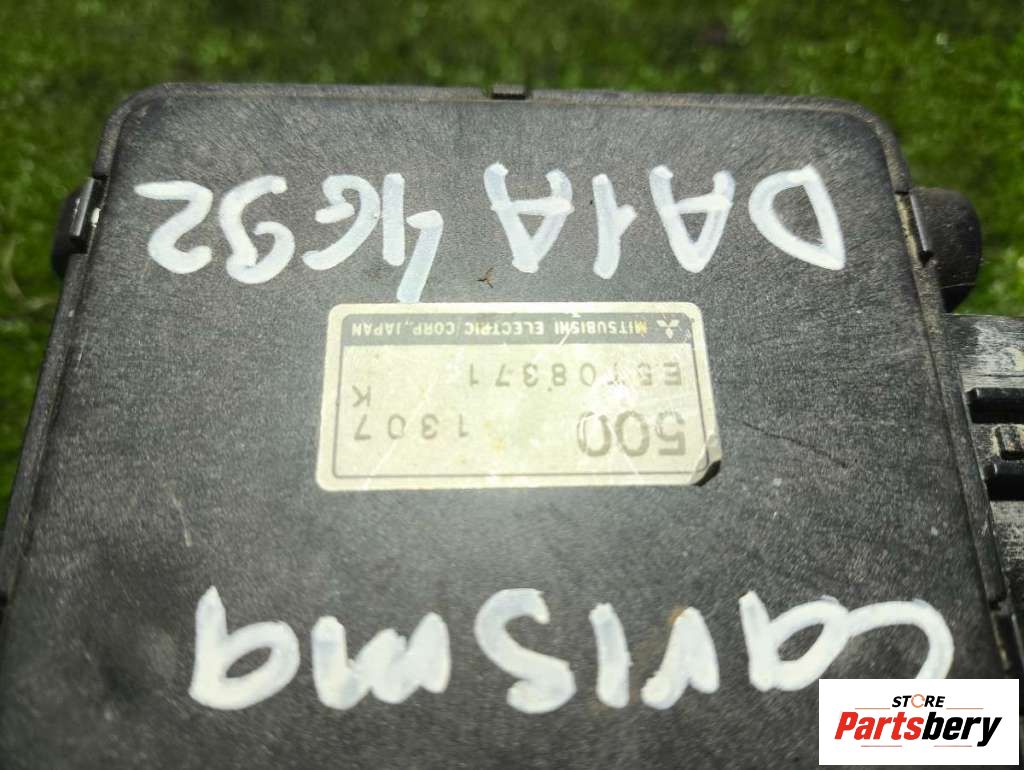 Carisma
500 1307
K
E5T08371
MITSUBISHI ELECTRIC CORP., JAPAN
DA1A 4G92
STORE
Partsbery